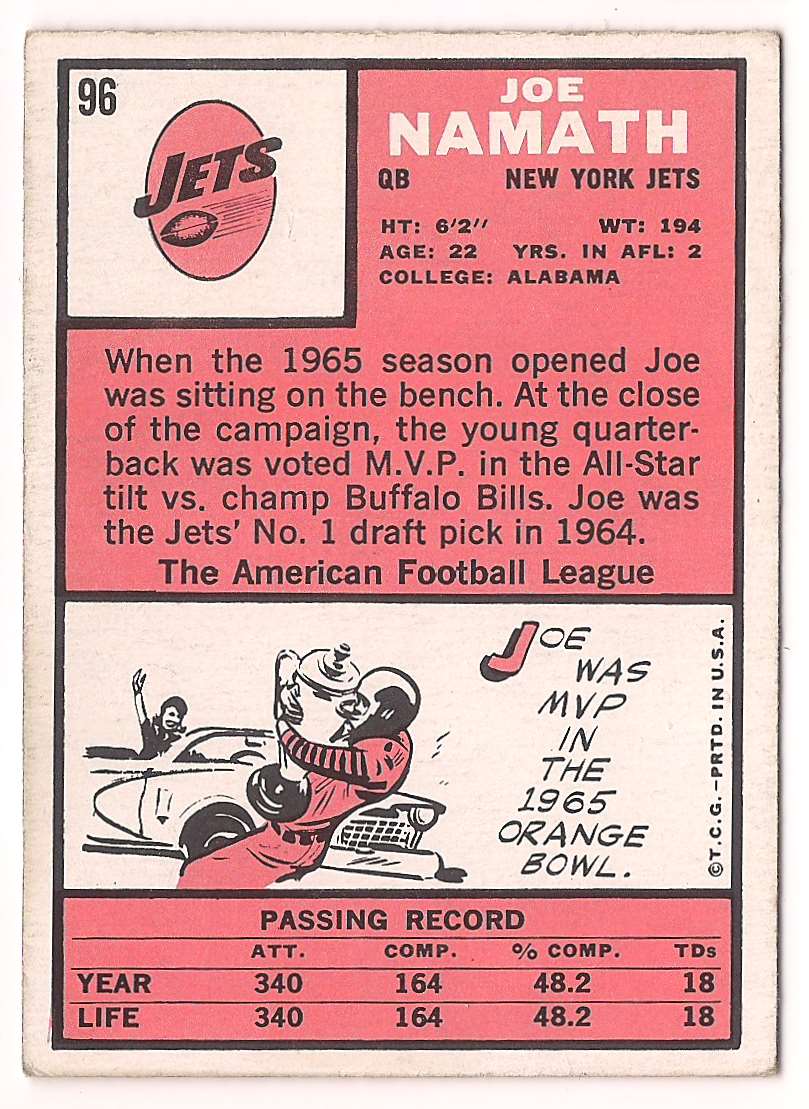 96
JETS
JOE
NAMATH
QB NEW YORK JETS
HT: 6'2'' WT: 194
AGE: 22 YRS. IN AFL: 2
COLLEGE: ALABAMA
When the 1965 season opened Joe
was sitting on the bench. At the close
of the campaign, the young quarter-
back was voted M.V.P. in the All-Star
tilt vs. champ Buffalo Bills. Joe was
the Jets' No. 1 draft pick in 1964.
The American Football League
JOE
WAS
MVP
IN
THE
1965
ORANGE
BOWL.
©T.C.G.-PRTD. IN U.S.A.
PASSING RECORD
ATT. COMP. % COMP. TDs
YEAR 340 164 48.2 18
LIFE 340 164 48.2 18